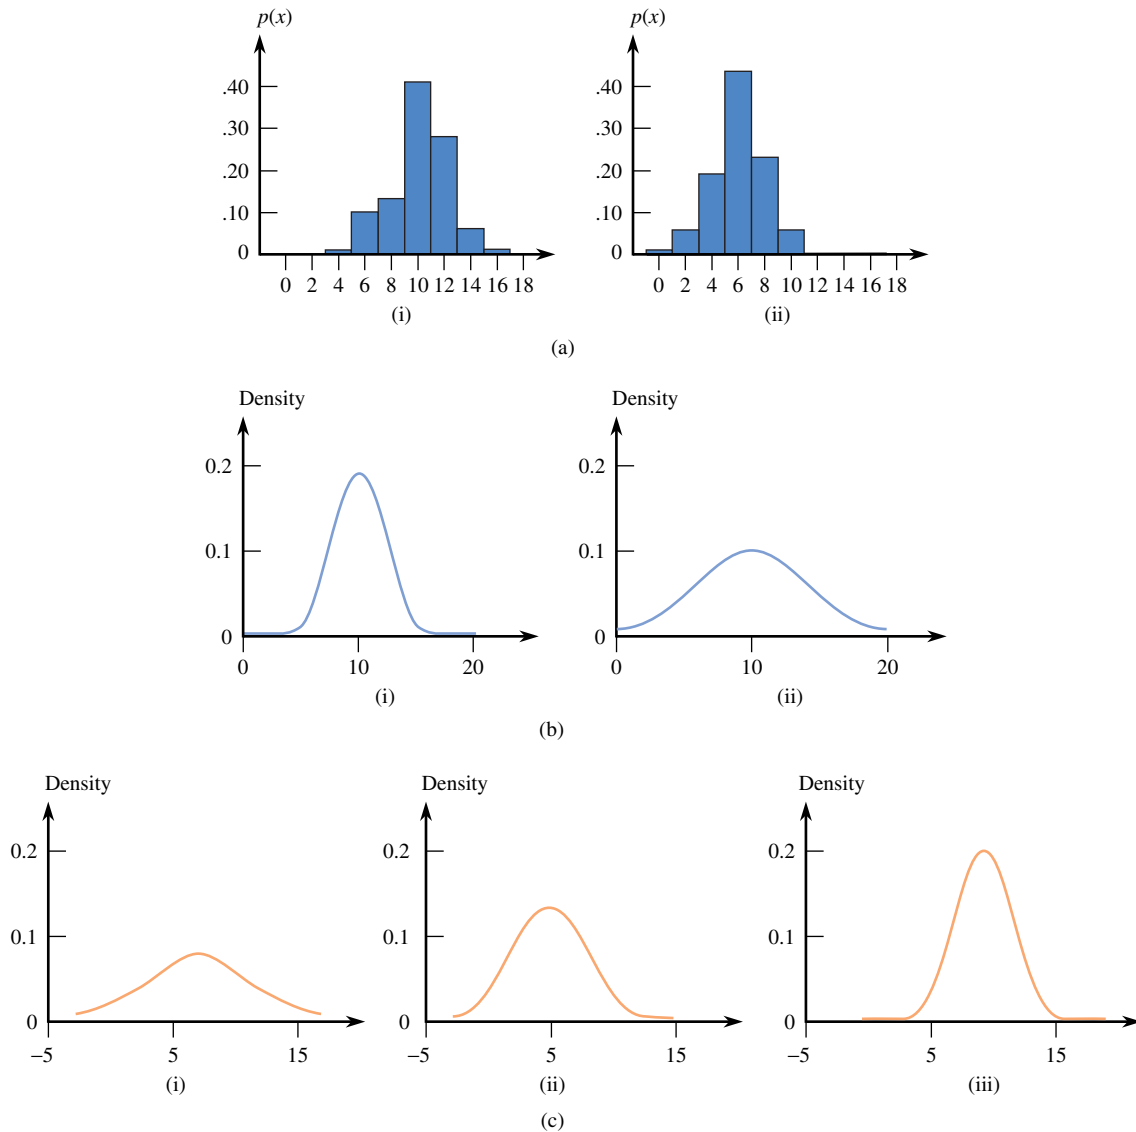 p(x) p(x)
.40 .40
.30 .30
.20 .20
.10 .10
0 0
0 2 4 6 8 10 12 14 16 18 0 2 4 6 8 10 12 14 16 18
(i) (ii)
(a)
Density Density
0.2 0.2
0.1 0.1
0 0
0 10 20 0 10 20
(i) (ii)
(b)
Density Density Density
0.2 0.2 0.2
0.1 0.1 0.1
0 0 0
–5 5 15 –5 5 15 –5 5 15
(i) (ii) (iii)
(c)